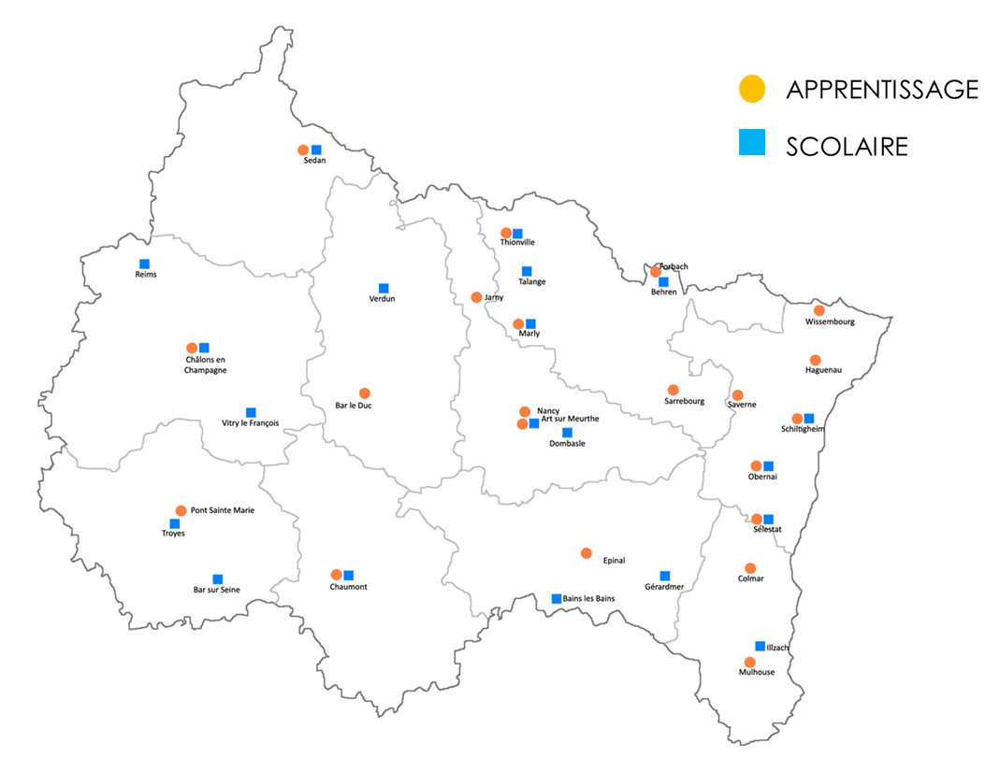 APPRENTISSAGE
SCOLAIRE
Sedan
Thionville
Reims
Forbach
Talange
Behren
Verdun
Jarny
Wissembourg
Marly
Châlons en
Champagne
Haguenau
Bar le Duc
Sarrebourg
Saverne
Nancy
Art sur Meurthe
Vitry le François
Schiltigheim
Dombasle
Obernai
Pont Sainte Marie
Troyes
Sélestat
Epinal
Colmar
Bar sur Seine
Chaumont
Gérardmer
Bains les Bains
Illzach
Mulhouse